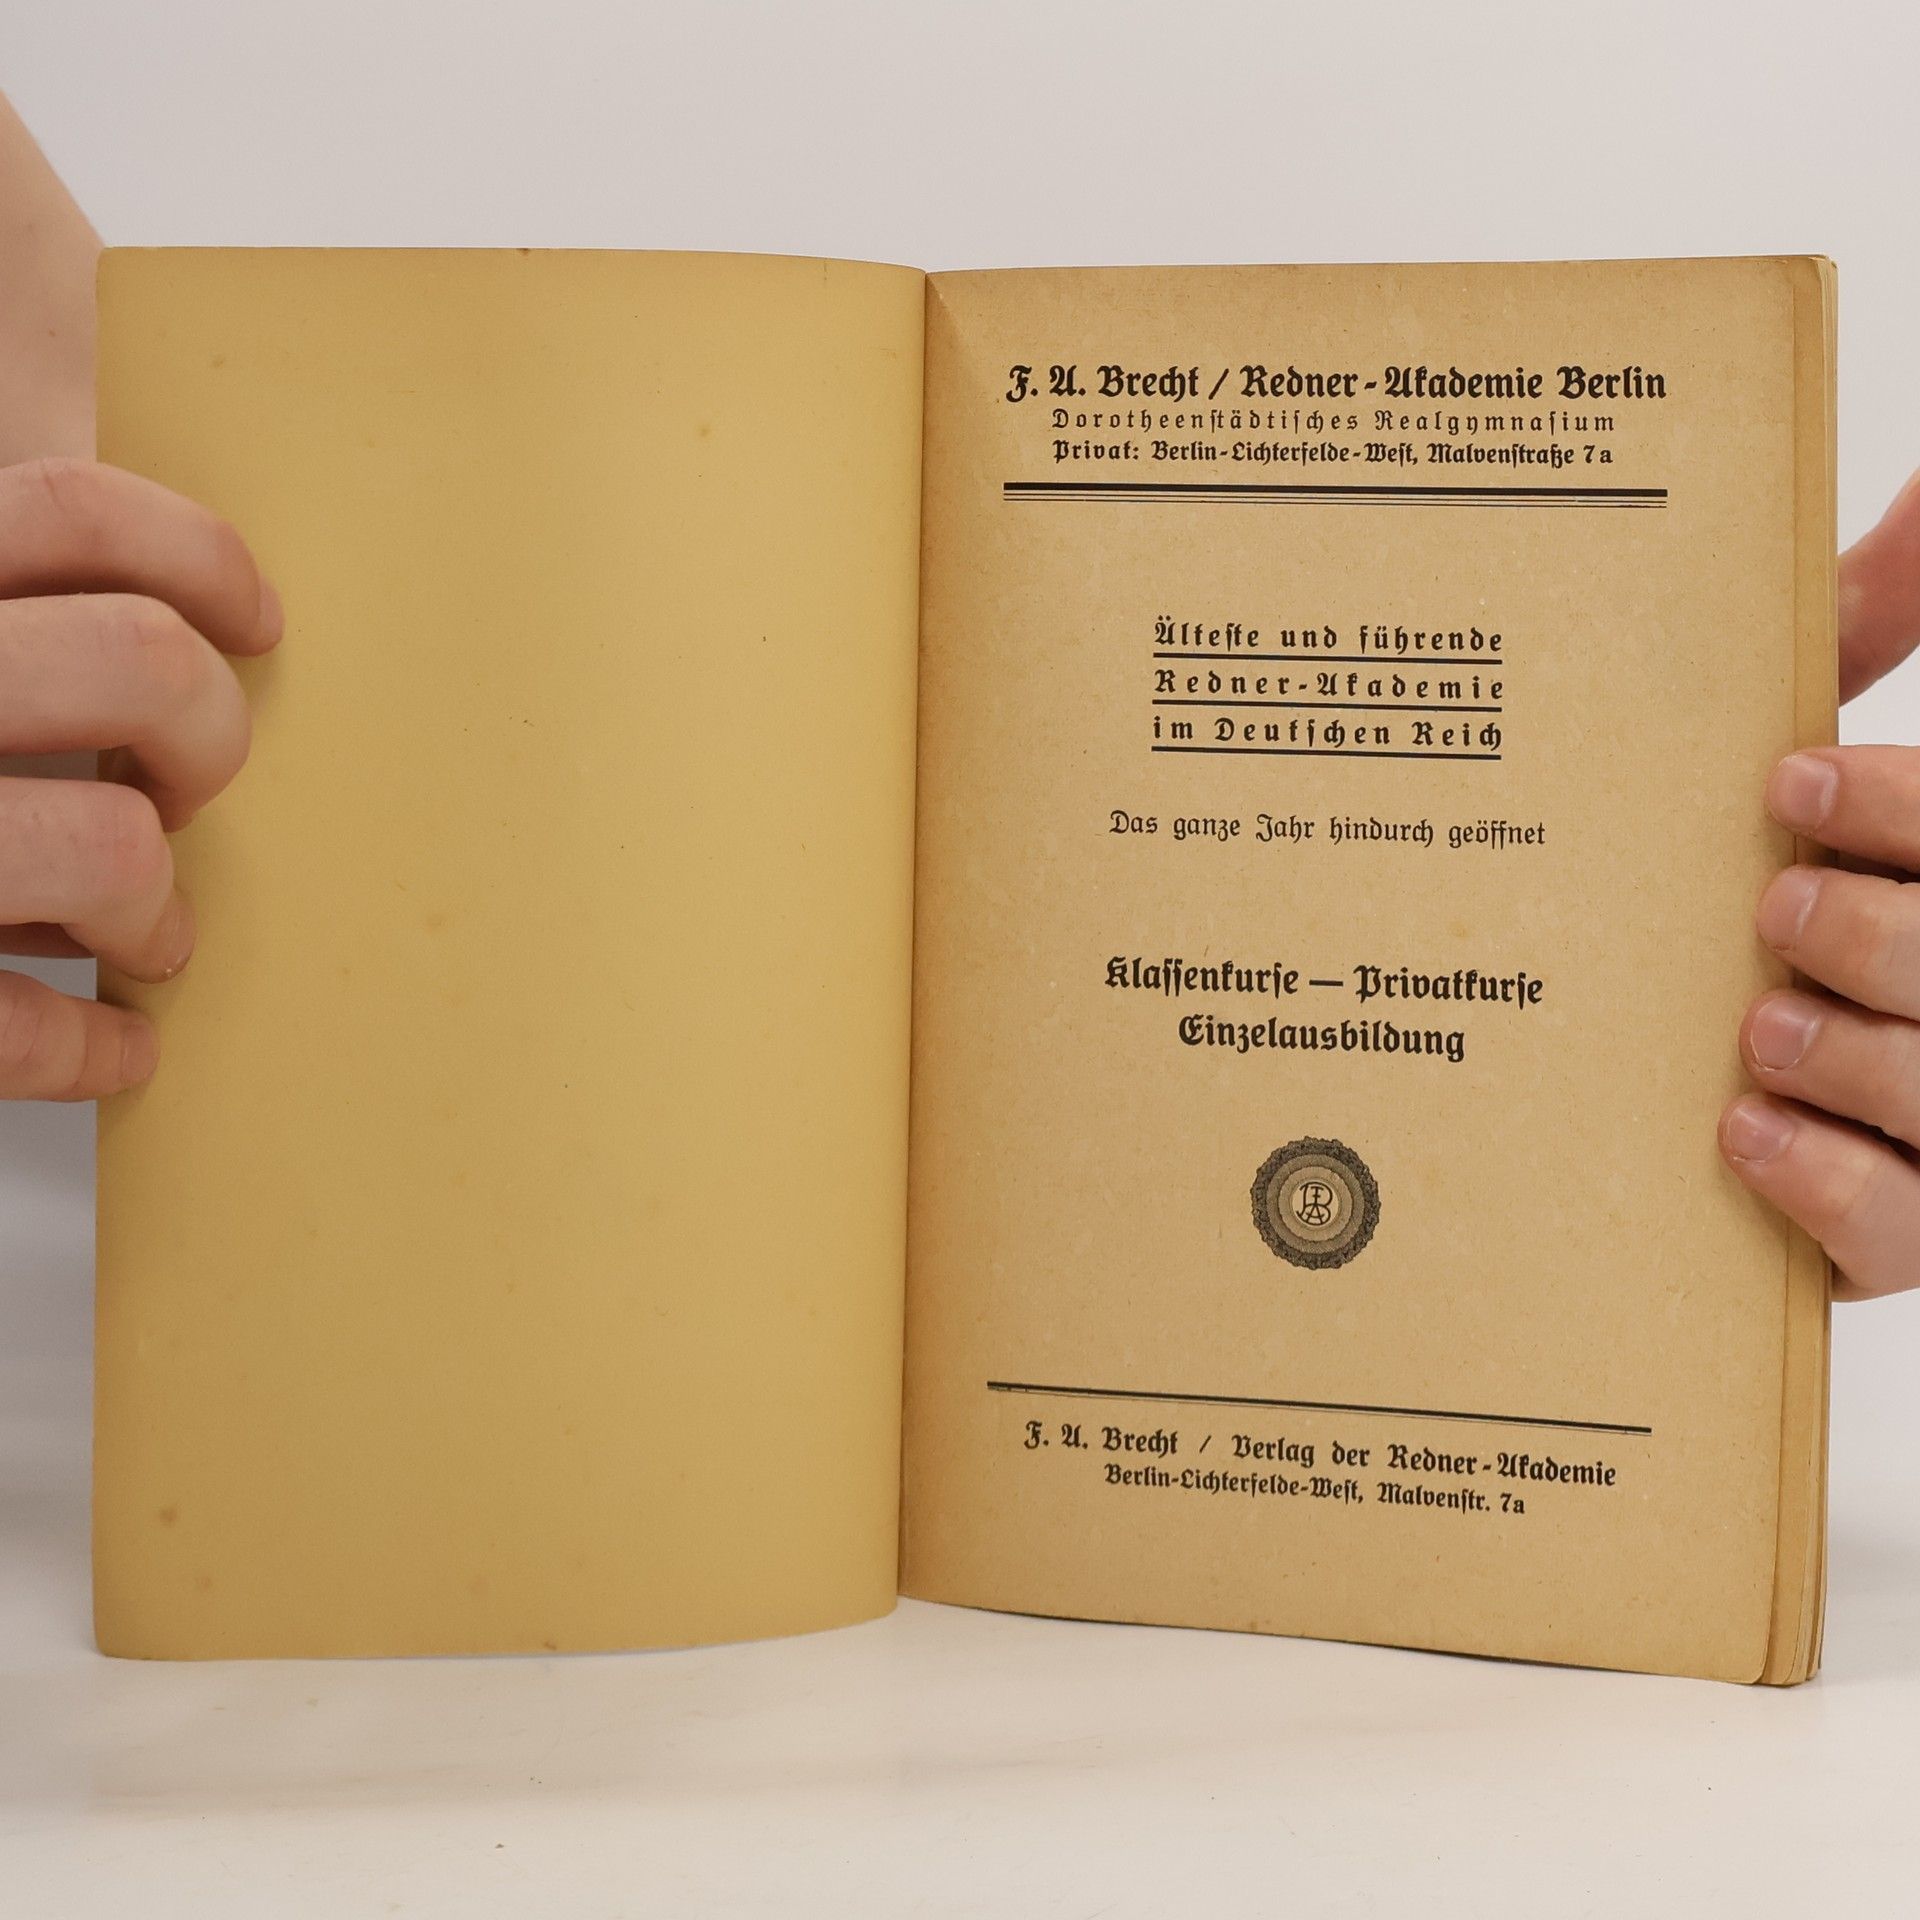 F. A. Brecht / Redner-Akademie Berlin
Dorotheenſtädtiſches Realgymnaſium
Privat: Berlin-Lichterfelde-Weſt, Malvenſtraße 7a
Älteſte und führende
Redner-Akademie
im Deutſchen Reich
Das ganze Jahr hindurch geöffnet
Klaſſenkurſe — Privatkurſe
Einzelausbildung
FAB
F. A. Brecht / Verlag der Redner-Akademie
Berlin-Lichterfelde-Weſt, Malvenſtr. 7a